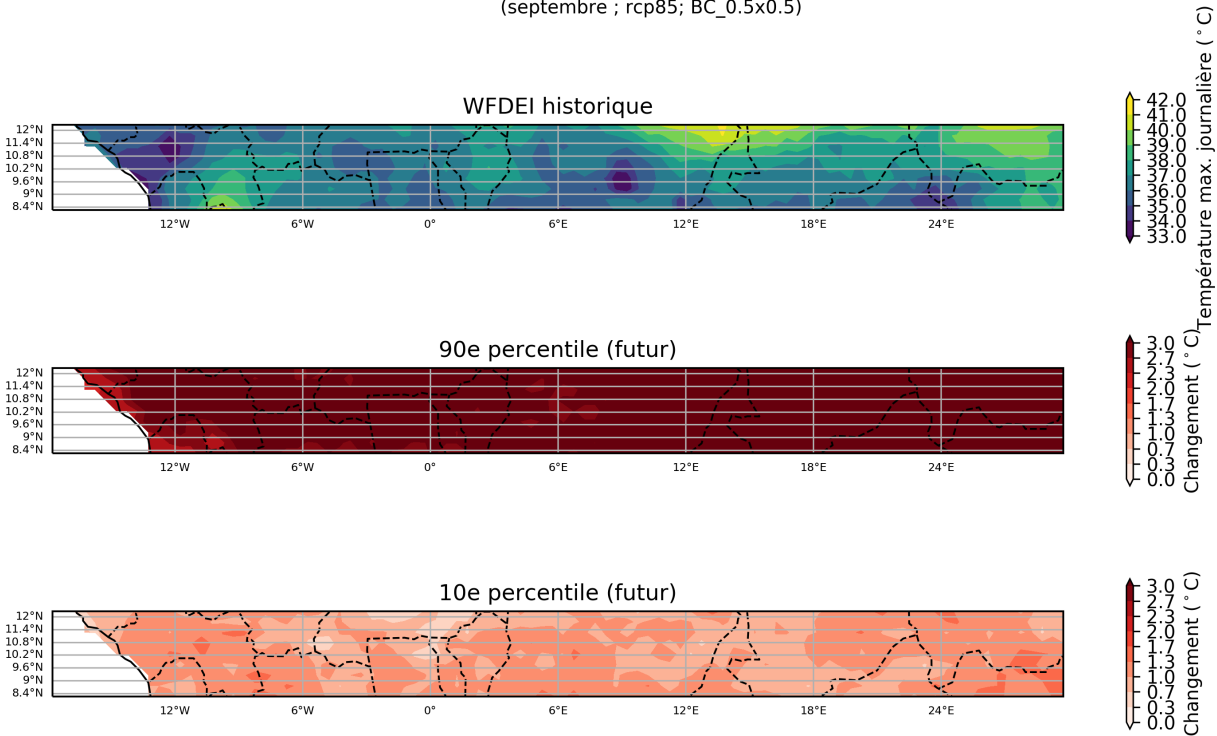 (septembre ; rcp85; BC_0.5x0.5)
WFDEI historique
12°N
11.4°N
10.8°N
10.2°N
9.6°N
9°N
8.4°N
12°W
6°W
0°
6°E
12°E
18°E
24°E
42.0
41.0
40.0
39.0
38.0
37.0
36.0
35.0
34.0
33.0
Température max. journalière (°C)
90e percentile (futur)
12°N
11.4°N
10.8°N
10.2°N
9.6°N
9°N
8.4°N
12°W
6°W
0°
6°E
12°E
18°E
24°E
3.0
2.7
2.3
2.0
1.7
1.3
1.0
0.7
0.3
0.0
Changement (°C)
10e percentile (futur)
12°N
11.4°N
10.8°N
10.2°N
9.6°N
9°N
8.4°N
12°W
6°W
0°
6°E
12°E
18°E
24°E
3.0
2.7
2.3
2.0
1.7
1.3
1.0
0.7
0.3
0.0
Changement (°C)